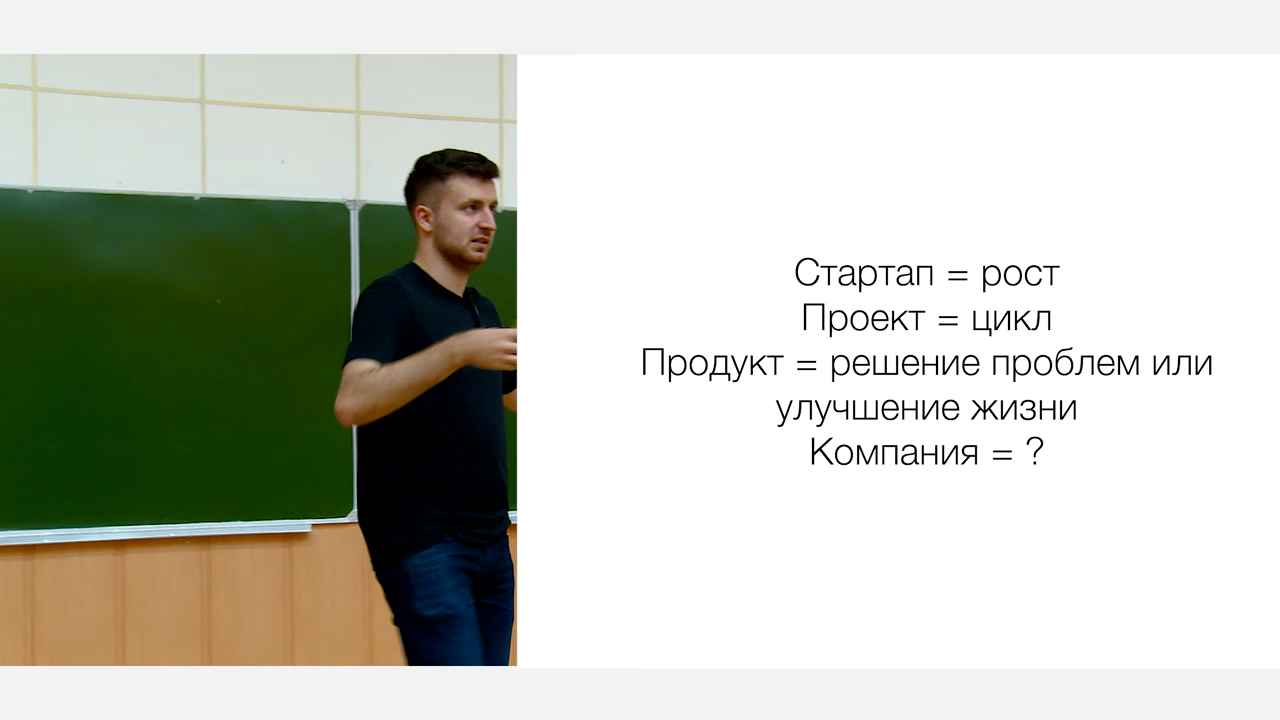 Стартап = рост
Проект = цикл
Продукт = решение проблем или
улучшение жизни
Компания = ?